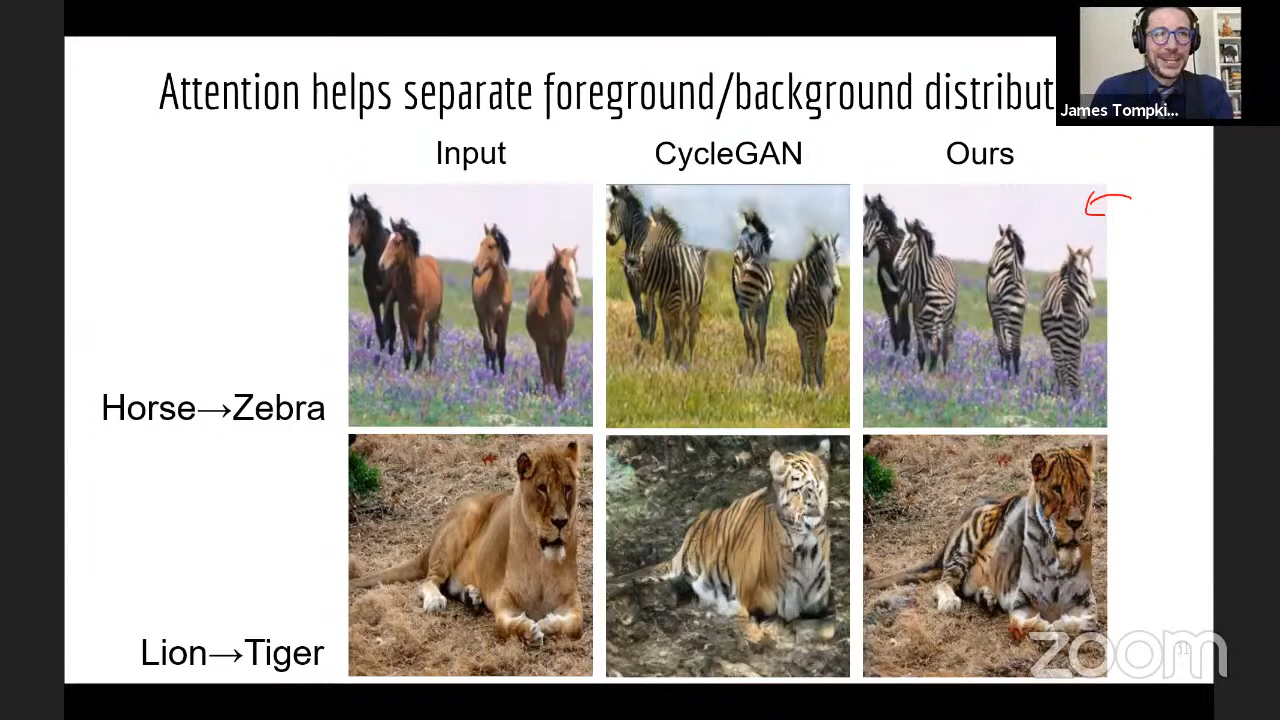 Attention helps separate foreground/background distribut
James Tompki...
Input
CycleGAN
Ours
Horse→Zebra
Lion→Tiger
zoom